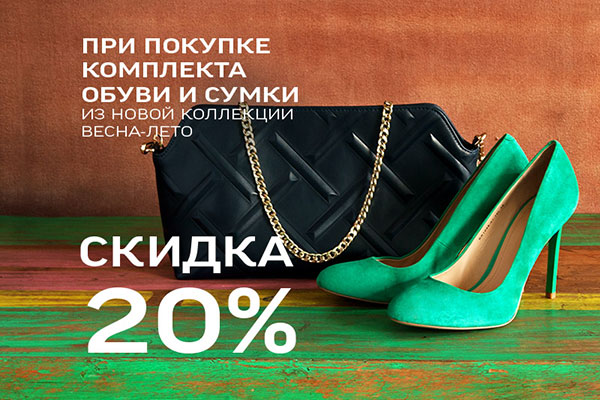 ПРИ ПОКУПКЕ
КОМПЛЕКТА
ОБУВИ И СУМКИ
ИЗ НОВОЙ КОЛЛЕКЦИИ
ВЕСНА-ЛЕТО
СКИДКА
20%